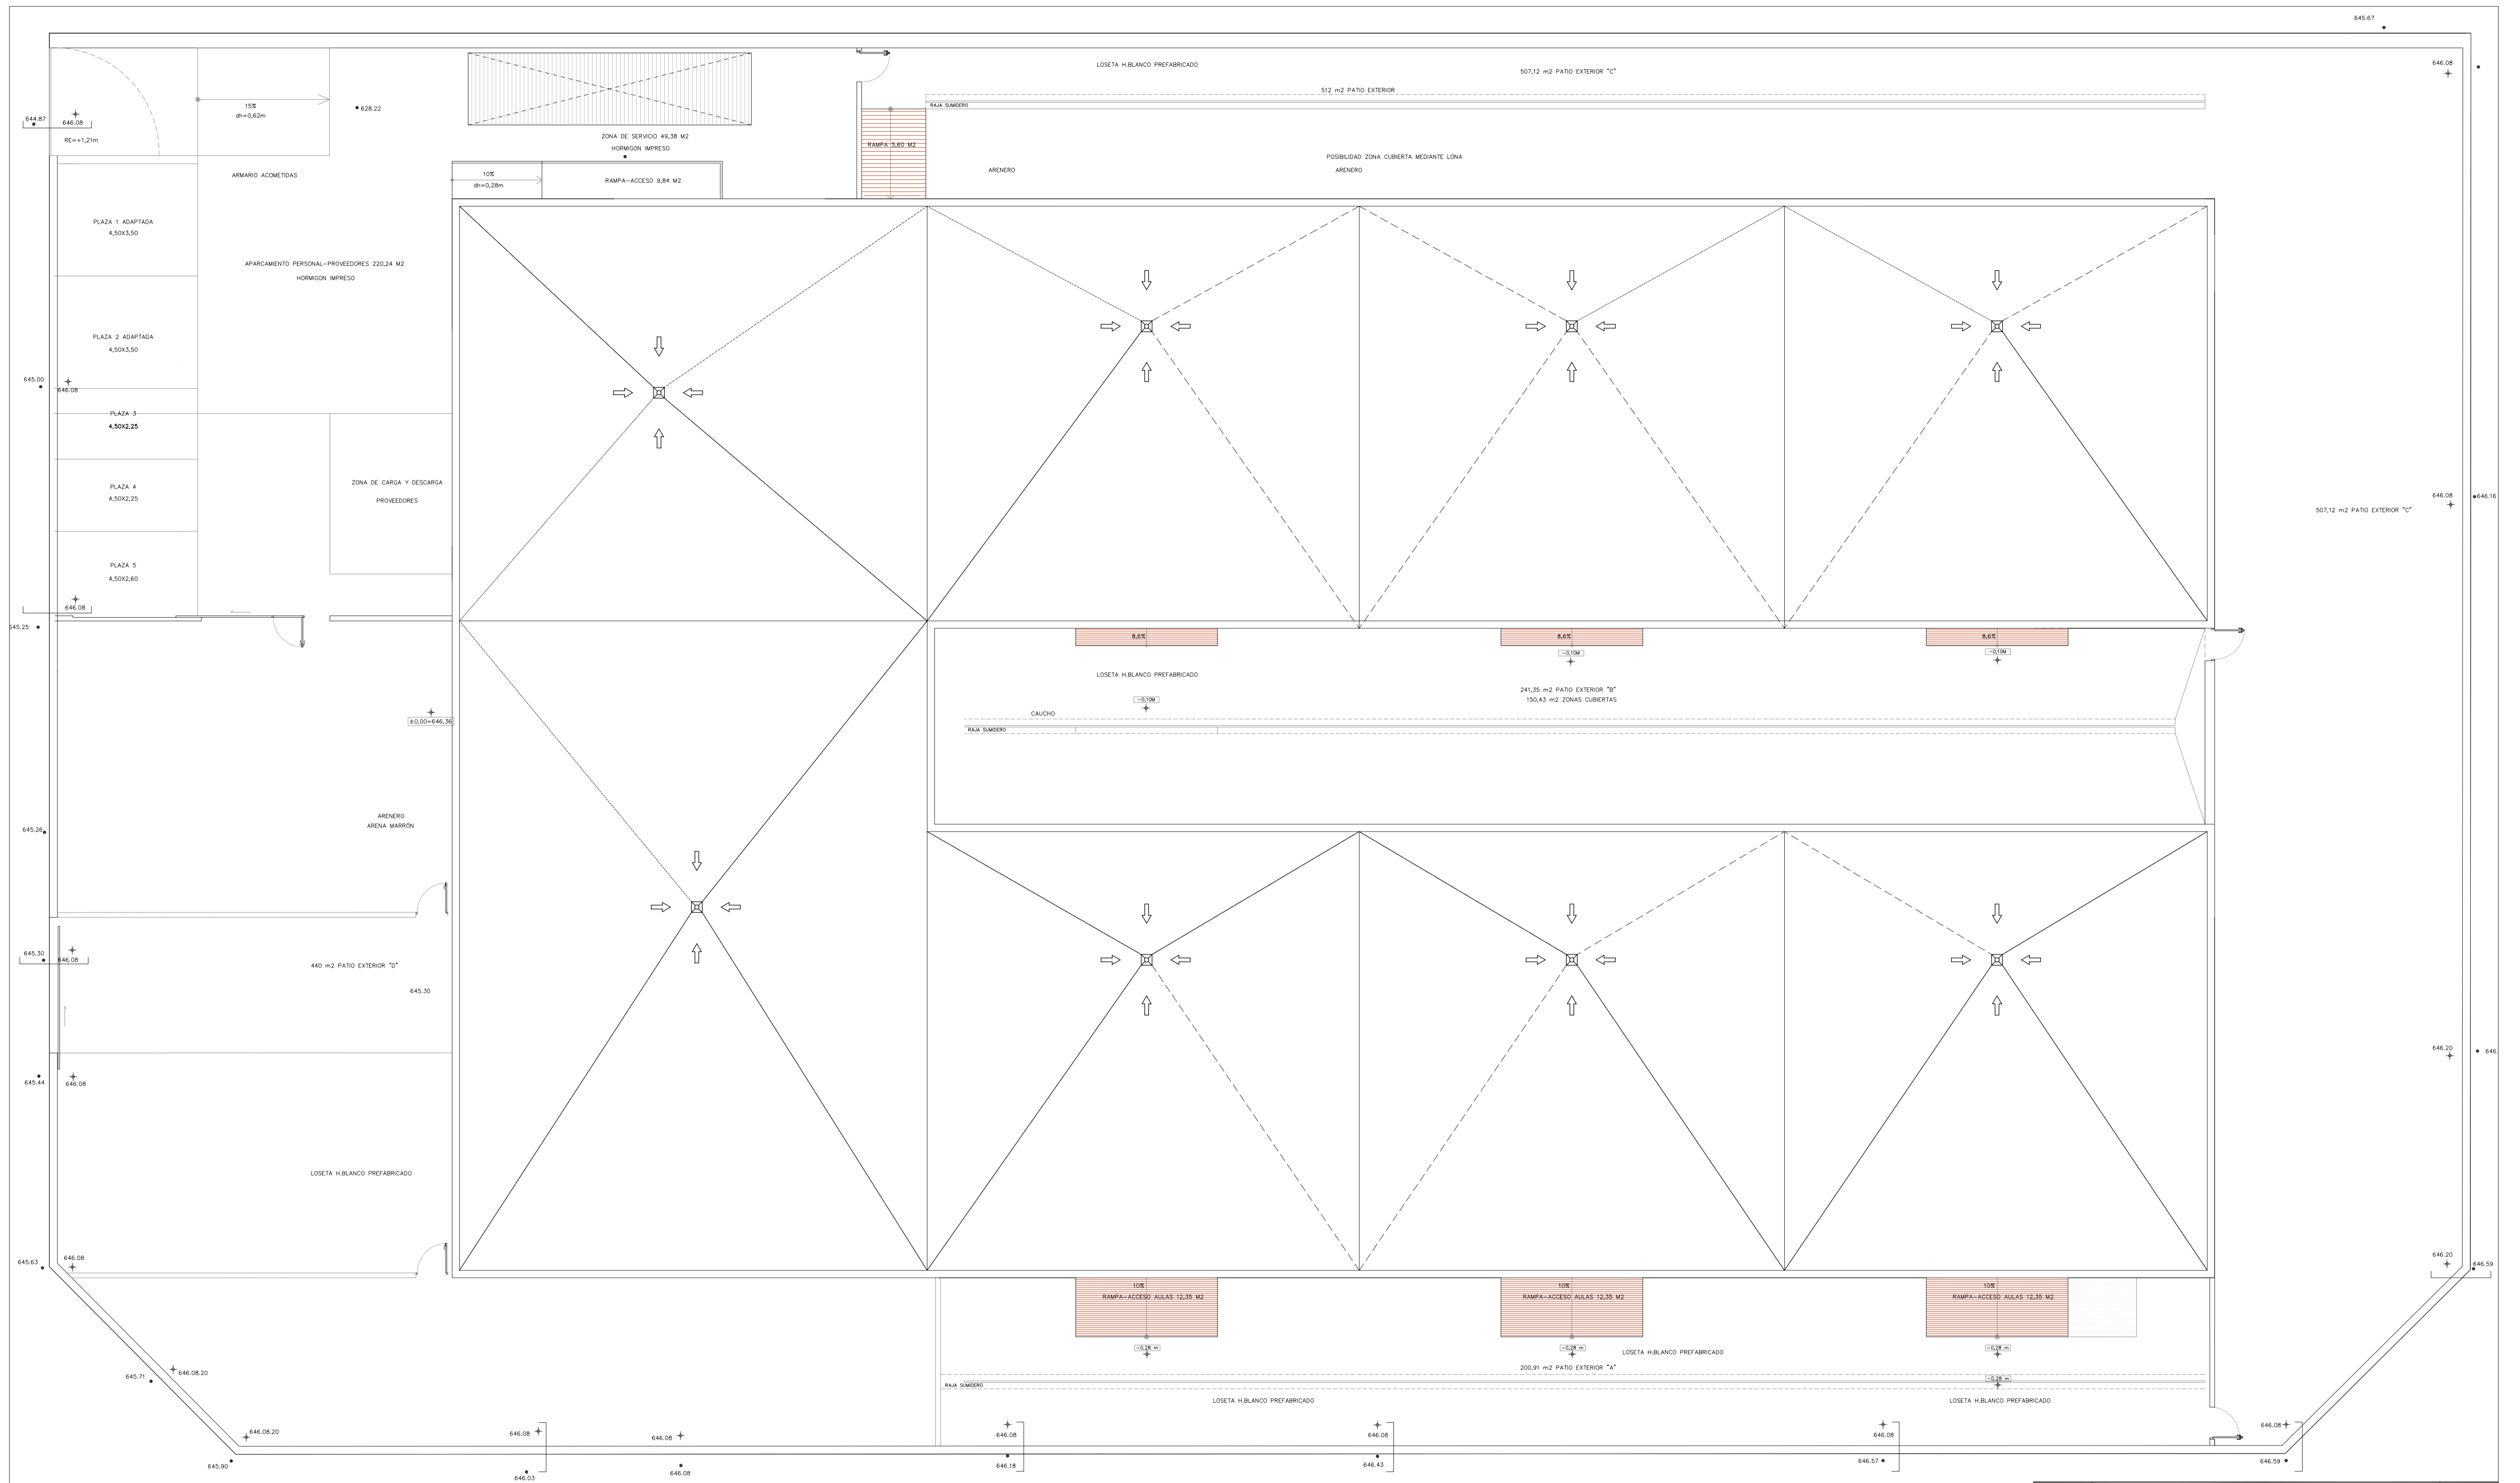 645.67
LOSETA H.BLANCO PREFABRICADO
507,12 m2 PATIO EXTERIOR "C"
646.08
512 m2 PATIO EXTERIOR
15%
RAJA SUMIDERO
628.22
dh=0,62m
644.87
646.08
RE=+1,21m
ZONA DE SERVICIO 49,38 M2
HORMIGON IMPRESO
RAMPA 5,60 M2
POSIBILIDAD ZONA CUBIERTA MEDIANTE LONA
ARENERO
ARENERO
ARMARIO ACOMETIDAS
10%
dh=0,28m
RAMPA-ACCESO 9,84 M2
PLAZA 1 ADAPTADA
4,50X3,50
APARCAMIENTO PERSONAL-PROVEEDORES 220,24 M2
HORMIGON IMPRESO
PLAZA 2 ADAPTADA
4,50X3,50
645.00
646.08
PLAZA 3
4,50X2,25
ZONA DE CARGA Y DESCARGA
PROVEEDORES
PLAZA 4
4,50X2,25
646.08
646.16
507,12 m2 PATIO EXTERIOR "C"
PLAZA 5
4,50X2,60
646.08
645.25
8,6%
8,6%
8,6%
-0,10M
-0,10M
LOSETA H.BLANCO PREFABRICADO
241,35 m2 PATIO EXTERIOR "B"
150,43 m2 ZONAS CUBIERTAS
-0,10M
CAUCHO
±0,00=646,36
RAJA SUMIDERO
ARENERO
ARENA MARRÓN
645.26
645.30
646.08
440 m2 PATIO EXTERIOR "D"
645.30
646.20
646.
645.44
646.08
LOSETA H.BLANCO PREFABRICADO
646.08
645.63
646.20
646.59
10%
10%
10%
RAMPA-ACCESO AULAS 12,35 M2
RAMPA-ACCESO AULAS 12,35 M2
RAMPA-ACCESO AULAS 12,35 M2
-0,28 m
-0,28 m
-0,28 m
LOSETA H.BLANCO PREFABRICADO
200,91 m2 PATIO EXTERIOR "A"
646.08.20
645.71
RAJA SUMIDERO
-0,28 m
LOSETA H.BLANCO PREFABRICADO
LOSETA H.BLANCO PREFABRICADO
646.08.20
646.08
646.08
646.08
646.08
646.08
646.08
645.90
646.03
646.08
646.18
646.43
646.57
646.59